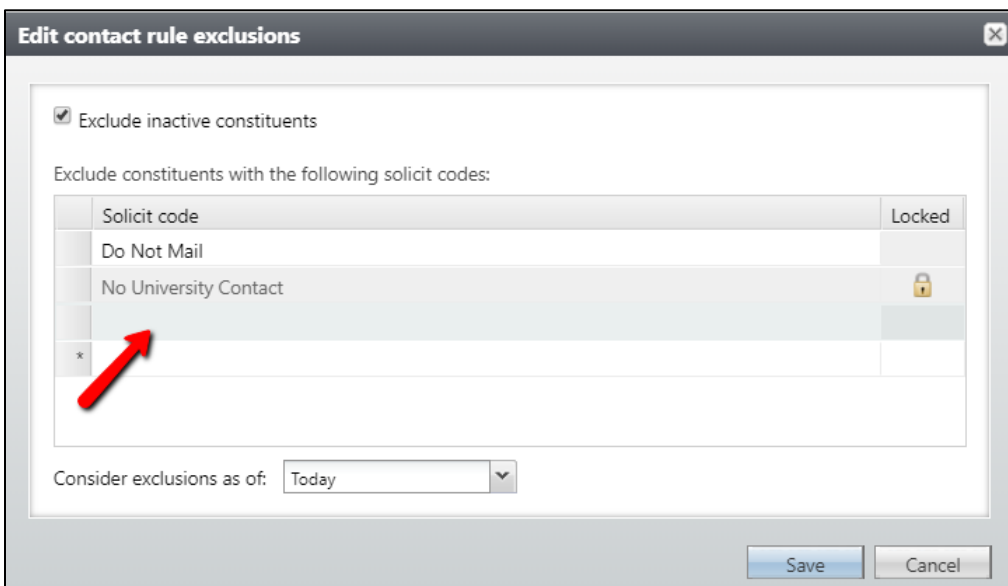 Edit contact rule exclusions
Exclude inactive constituents
Exclude constituents with the following solicit codes:
Solicit code Locked
Do Not Mail
No University Contact
*
Consider exclusions as of: Today
Save Cancel